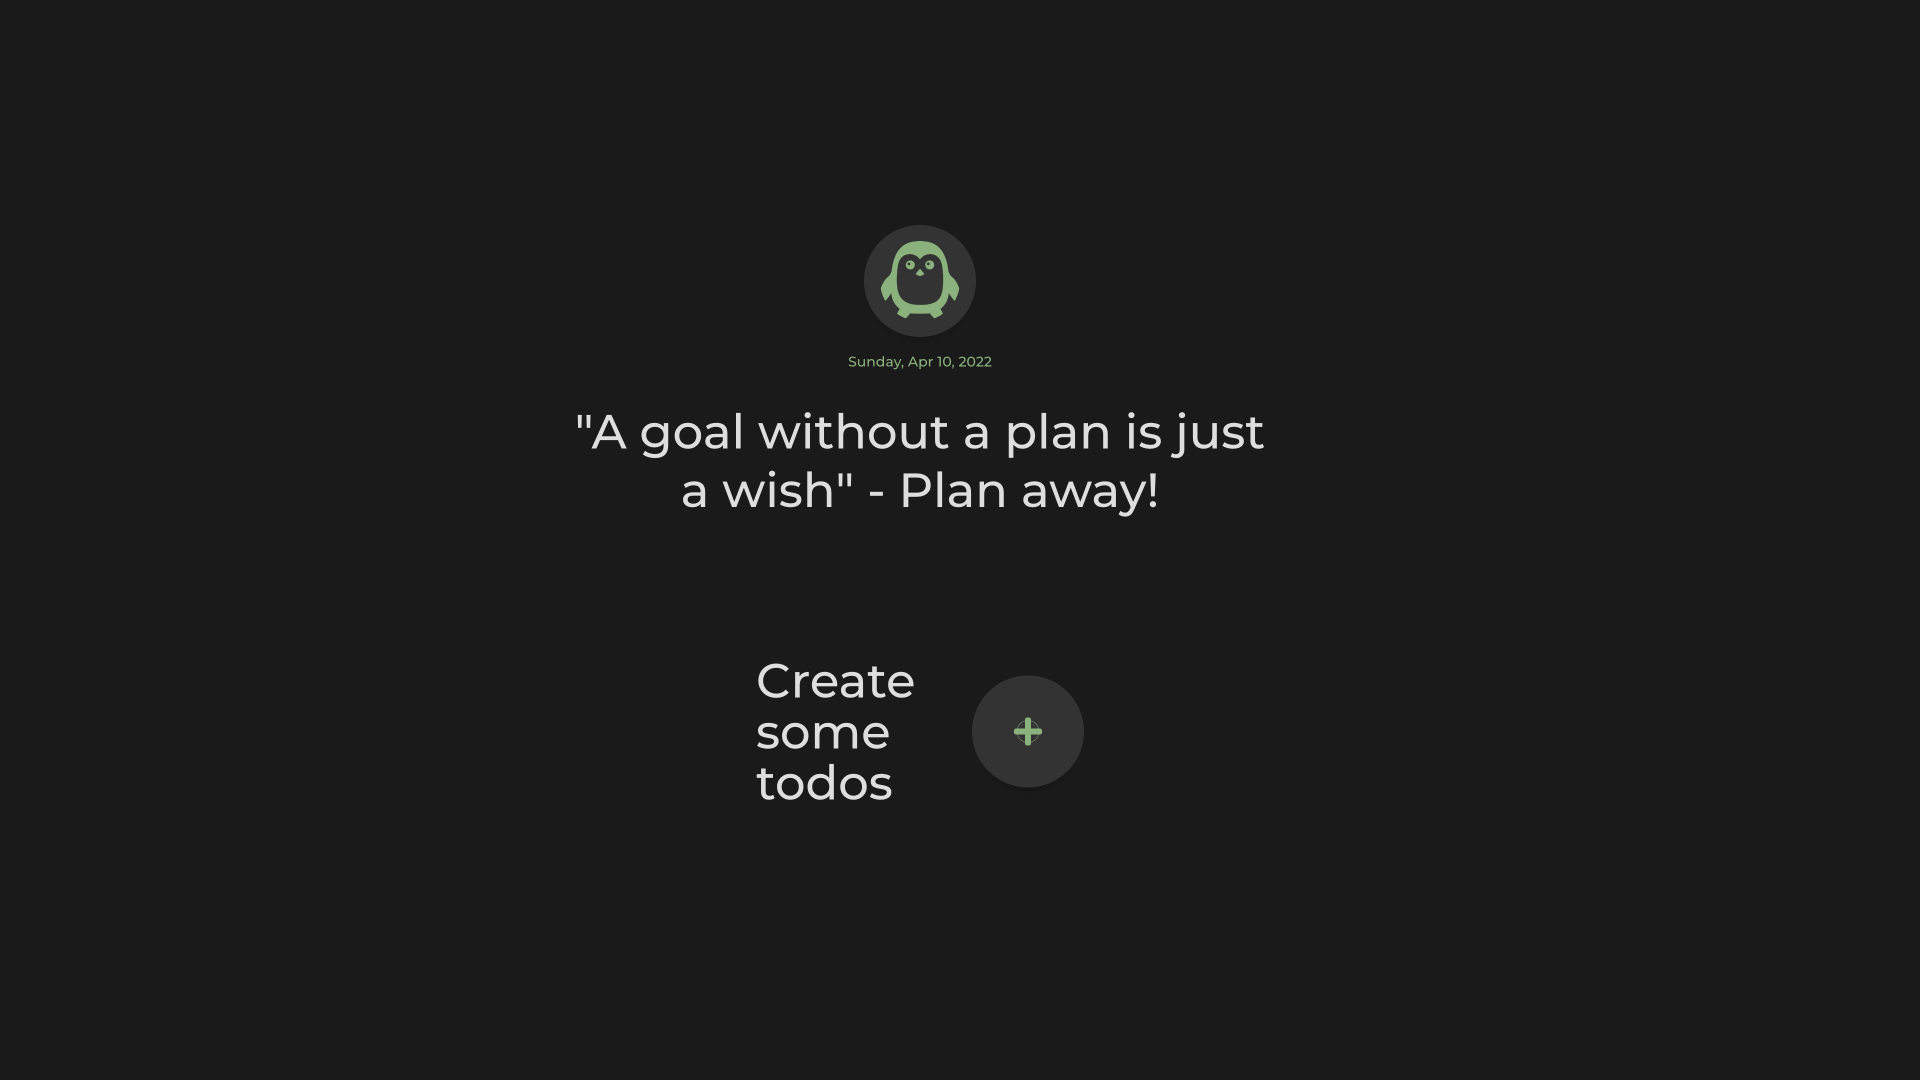 Sunday, Apr 10, 2022
"A goal without a plan is just
a wish" - Plan away!
Create
some
todos